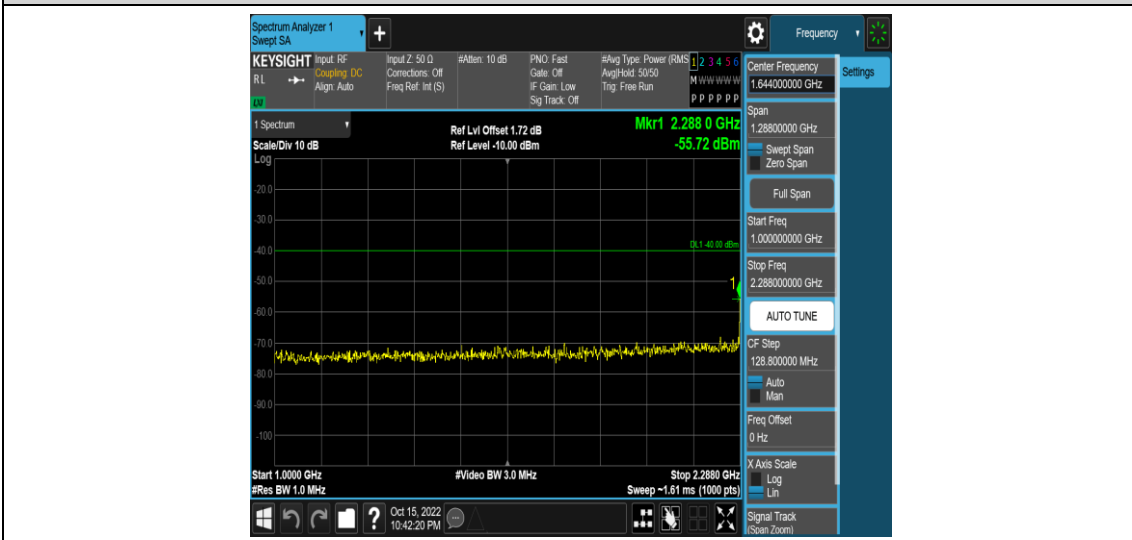 Spectrum Analyzer 1
Swept SA
Frequency
KEYSIGHT
R L
LXI
Input: RF
Coupling: DC
Align: Auto
Input Z: 50 Ω
Corrections: Off
Freq Ref: Int (S)
#Atten: 10 dB
PNO: Fast
Gate: Off
IF Gain: Low
Sig Track: Off
#Avg Type: Power (RMS
Avg|Hold: 50/50
Trig: Free Run
1 2 3 4 5 6
M W W W W W
P P P P P P
1 Spectrum
Scale/Div 10 dB
Log
Ref Lvl Offset 1.72 dB
Ref Level -10.00 dBm
Mkr1 2.288 0 GHz
-55.72 dBm
-20.0
-30.0
-40.0
DL1 -40.00 dBm
-50.0
1
-60.0
-70.0
-80.0
-90.0
-100
Start 1.0000 GHz
#Video BW 3.0 MHz
Stop 2.2880 GHz
#Res BW 1.0 MHz
Sweep ~1.61 ms (1000 pts)
Oct 15, 2022
10:42:20 PM
Center Frequency
1.644000000 GHz
Settings
Span
1.28800000 GHz
Swept Span
Zero Span
Full Span
Start Freq
1.000000000 GHz
Stop Freq
2.288000000 GHz
AUTO TUNE
CF Step
128.800000 MHz
Auto
Man
Freq Offset
0 Hz
X Axis Scale
Log
Lin
Signal Track
(Span Zoom)